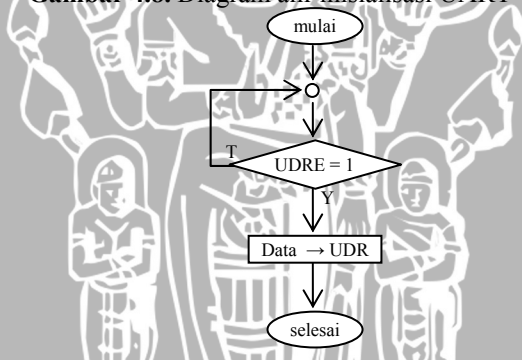 mulai
T
UDRE = 1
Y
Data → UDR
selesai